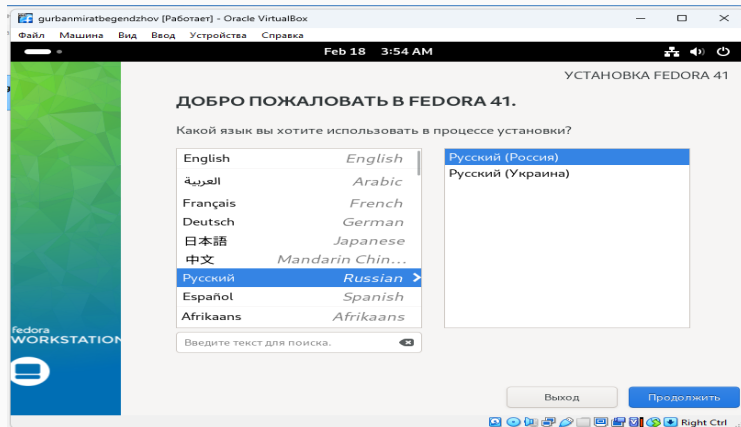 gurbanmiratbegendzhov [Работает] - Oracle VirtualBox
Файл Машина Вид Ввод Устройства Справка
Feb 18 3:54 AM
УСТАНОВКА FEDORA 41
ДОБРО ПОЖАЛОВАТЬ В FEDORA 41.
Какой язык вы хотите использовать в процессе установки?
English English
العربية Arabic
Français French
Deutsch German
日本語 Japanese
中文 Mandarin Chin...
Русский Russian
Español Spanish
Afrikaans Afrikaans
Русский (Россия)
Русский (Украина)
Введите текст для поиска.
fedora
WORKSTATION
Выход Продолжить
Right Ctrl